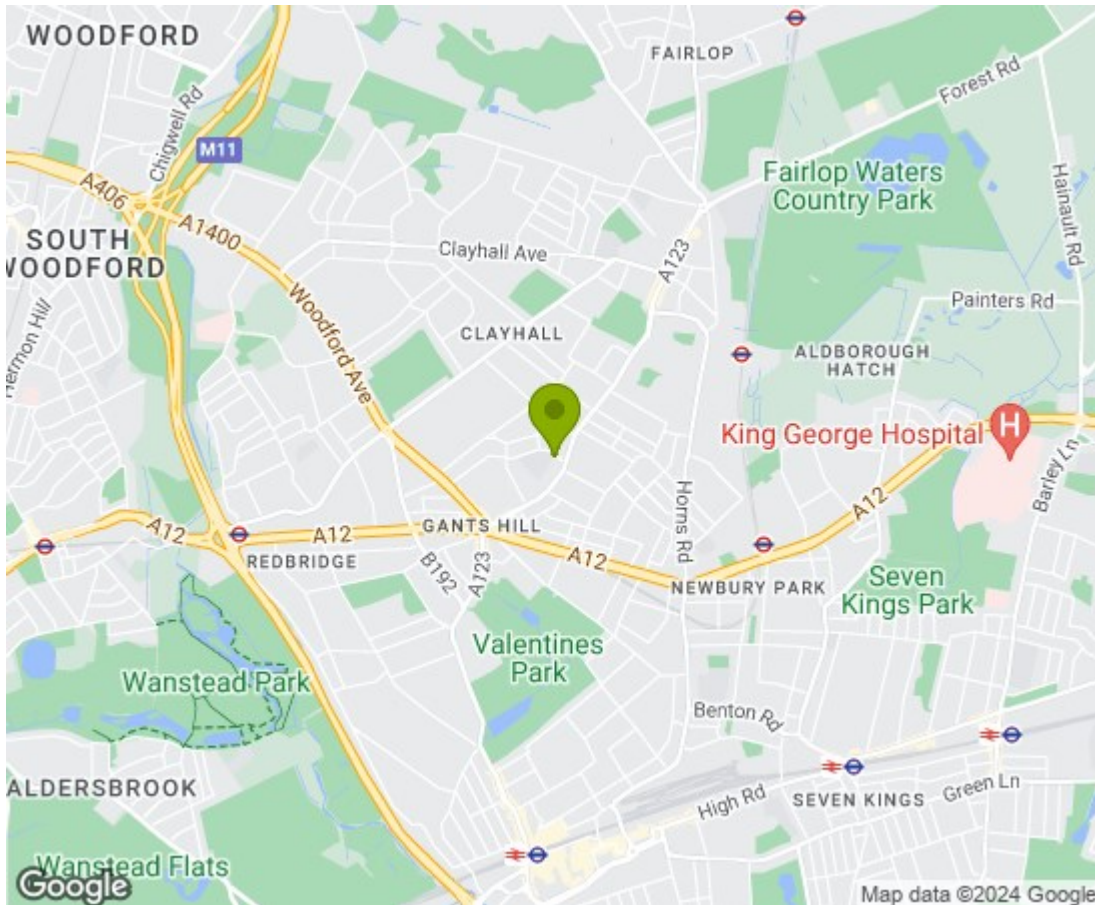 WOODFORD
FAIRLOP
Forest Rd
Chigwell Rd
M11
Fairlop Waters
Country Park
Hainault Rd
A406
A1400
SOUTH
WOODFORD
Clayhall Ave
A123
Hermon Hill
Woodford Ave
Painters Rd
CLAYHALL
ALDBOROUGH
HATCH
King George Hospital
H
Barley Ln
Horns Rd
A12
A12
A12
GANTS HILL
REDBRIDGE
B192
A123
A12
NEWBURY PARK
Seven
Kings Park
Valentines
Park
Wanstead Park
Benton Rd
ALDERSBROOK
High Rd
SEVEN KINGS
Green Ln
Wanstead Flats
Google
Map data ©2024 Google